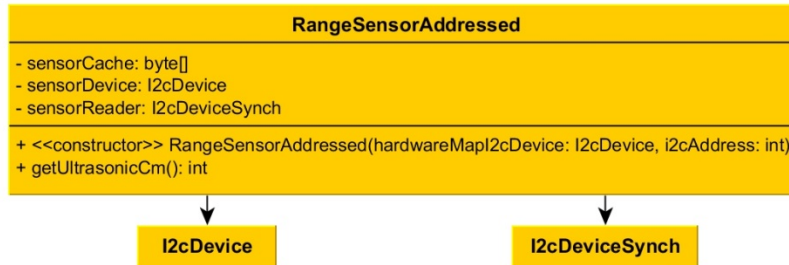 RangeSensorAddressed
- sensorCache: byte[]
- sensorDevice: I2cDevice
- sensorReader: I2cDeviceSynch
+ <<constructor>> RangeSensorAddressed(hardwareMapI2cDevice: I2cDevice, i2cAddress: int)
+ getUltrasonicCm(): int
I2cDevice
I2cDeviceSynch